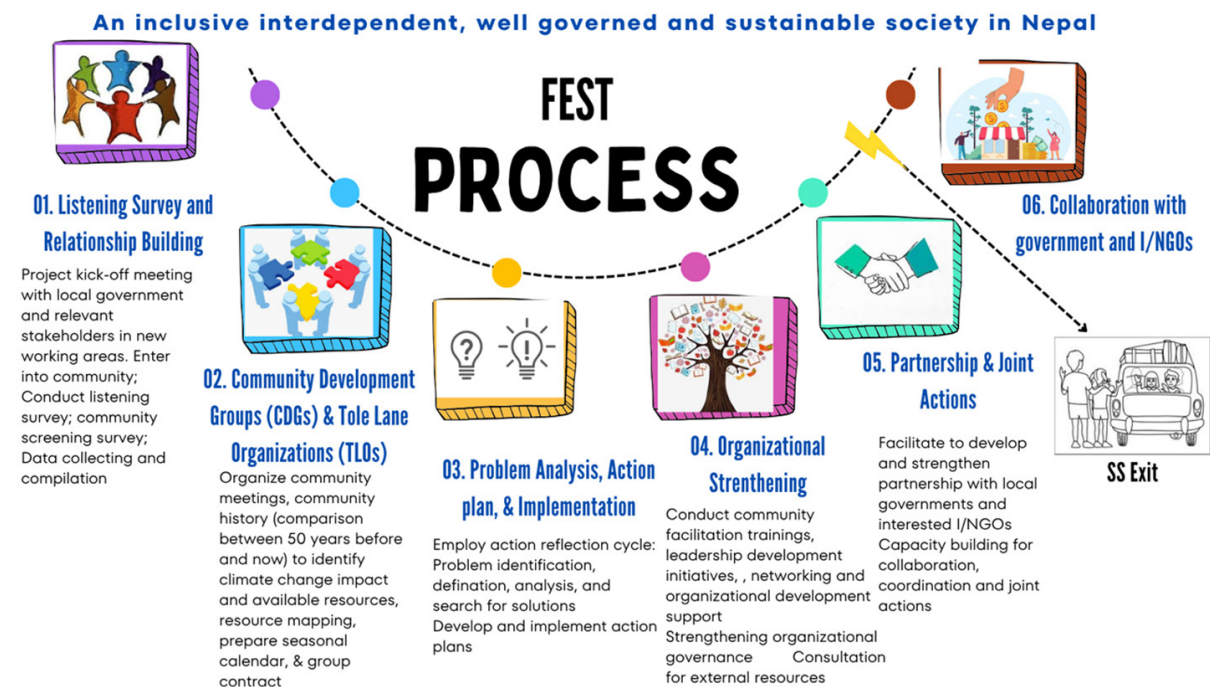 An inclusive interdependent, well governed and sustainable society in Nepal
FEST
PROCESS
01. Listening Survey and
Relationship Building
Project kick-off meeting
with local government
and relevant
stakeholders in new
working areas. Enter
into community;
Conduct listening
survey; community
screening survey;
Data collecting and
compilation
02. Community Development
Groups (CDGs) & Tole Lane
Organizations (TLOs)
Organize community
meetings, community
history (comparison
between 50 years before
and now) to identify
climate change impact
and available resources,
resource mapping,
prepare seasonal
calendar, & group
contract
03. Problem Analysis, Action
plan, & Implementation
Employ action reflection cycle:
Problem identification,
defination, analysis, and
search for solutions
Develop and implement action
plans
04. Organizational
Strenthening
Conduct community
facilitation trainings,
leadership development
initiatives, , networking and
organizational development
support
Strengthening organizational
governance Consultation
for external resources
05. Partnership & Joint
Actions
Facilitate to develop
and strengthen
partnership with local
governments and
interested I/NGOs
Capacity building for
collaboration,
coordination and joint
actions
06. Collaboration with
government and I/NGOs
SS Exit